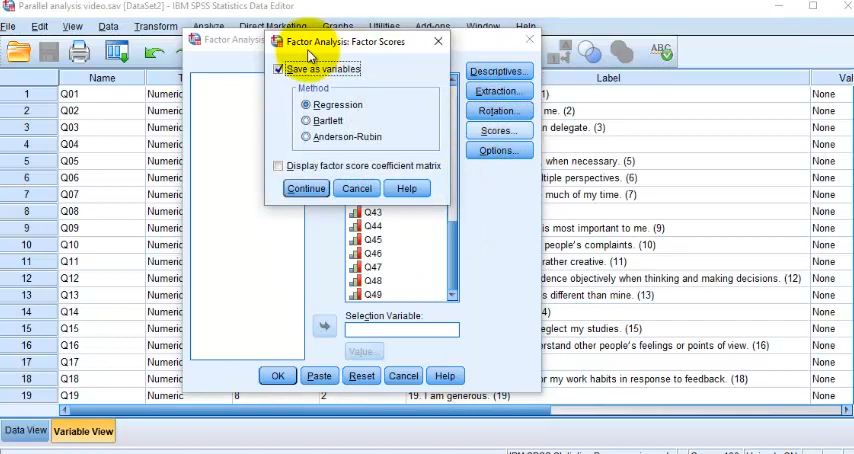 Parallel analysis video.sav [DataSet2] - IBM SPSS Statistics Data Editor
File Edit View Data Transform Analyze Direct Marketing Graphs Utilities Add-ons Window Help
Factor Analysis
Factor Analysis: Factor Scores
Save as variables
Method
Regression
Bartlett
Anderson-Rubin
Display factor score coefficient matrix
Continue Cancel Help
Descriptives...
Extraction...
Rotation...
Scores...
Options...
Q43
Q44
Q45
Q46
Q47
Q48
Q49
Selection Variable:
Value...
OK Paste Reset Cancel Help
Name Label
1 Q01 Numeric 1) None
2 Q02 Numeric me. (2) None
3 Q03 Numeric n delegate. (3) None
4 Q04 Numeric None
5 Q05 Numeric when necessary. (5) None
6 Q06 Numeric ltiple perspectives. (6) None
7 Q07 Numeric much of my time. (7) None
8 Q08 Numeric None
9 Q09 Numeric is most important to me. (9) None
10 Q10 Numeric people's complaints. (10) None
11 Q11 Numeric rather creative. (11) None
12 Q12 Numeric dence objectively when thinking and making decisions. (12) None
13 Q13 Numeric is different than mine. (13) None
14 Q14 Numeric 4) None
15 Q15 Numeric eglect my studies. (15) None
16 Q16 Numeric rstand other people's feelings or points of view. (16) None
17 Q17 Numeric None
18 Q18 Numeric or my work habits in response to feedback. (18) None
19 Q19 Numeric 8 2 19. I am generous. (19) None
Data View Variable View